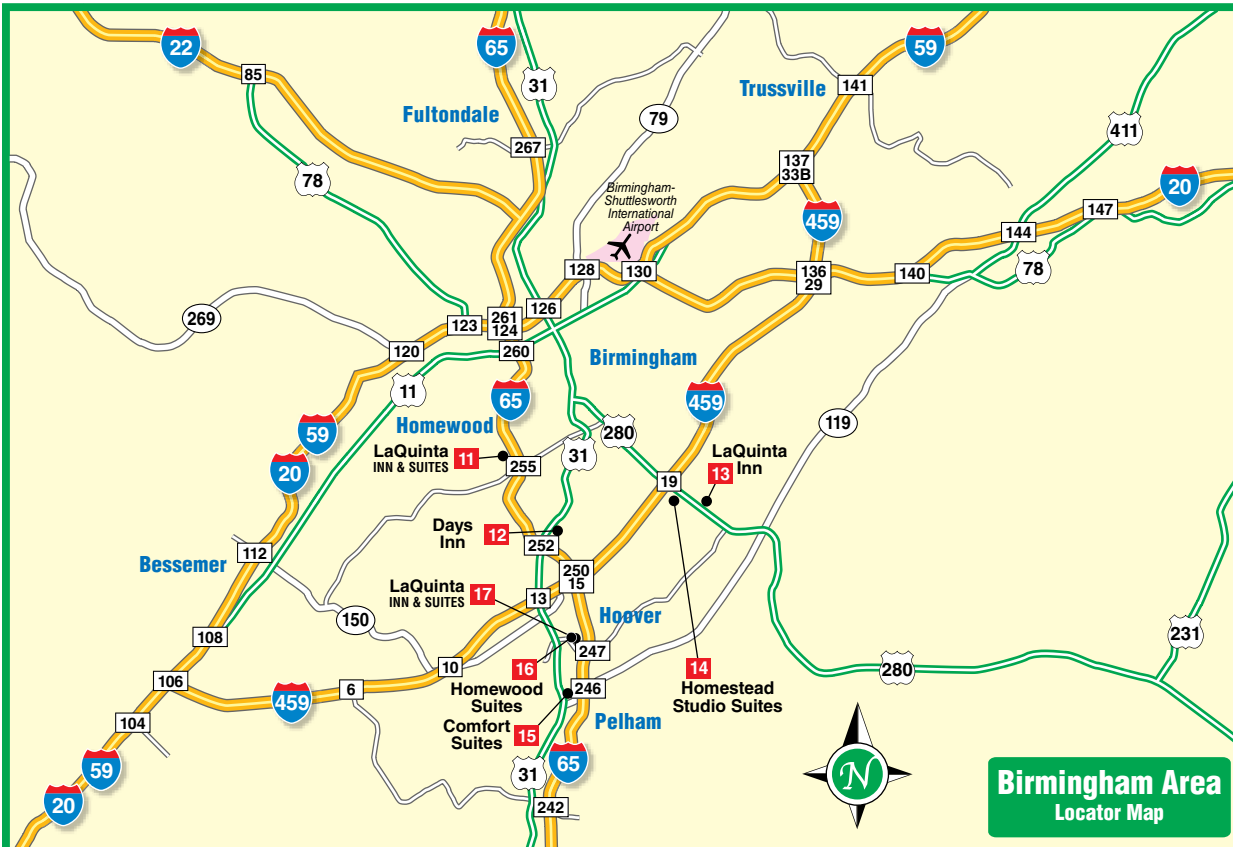 22
65
59
85
31
Trussville
141
Fultondale
79
411
267
137
33B
78
20
Birmingham-
Shuttlesworth
International
Airport
459
147
144
128
130
136
29
140
78
269
126
261
124
123
120
260
Birmingham
11
65
459
119
59
Homewood
280
31
LaQuinta
INN & SUITES
11
255
LaQuinta
Inn
13
20
19
Days
Inn
12
252
112
Bessemer
250
15
LaQuinta
INN & SUITES
17
13
150
Hoover
108
231
247
10
16
14
280
106
6
Homewood
Suites
246
Homestead
Studio Suites
459
104
Comfort
Suites
15
Pelham
59
31
65
N
20
242
Birmingham Area
Locator Map